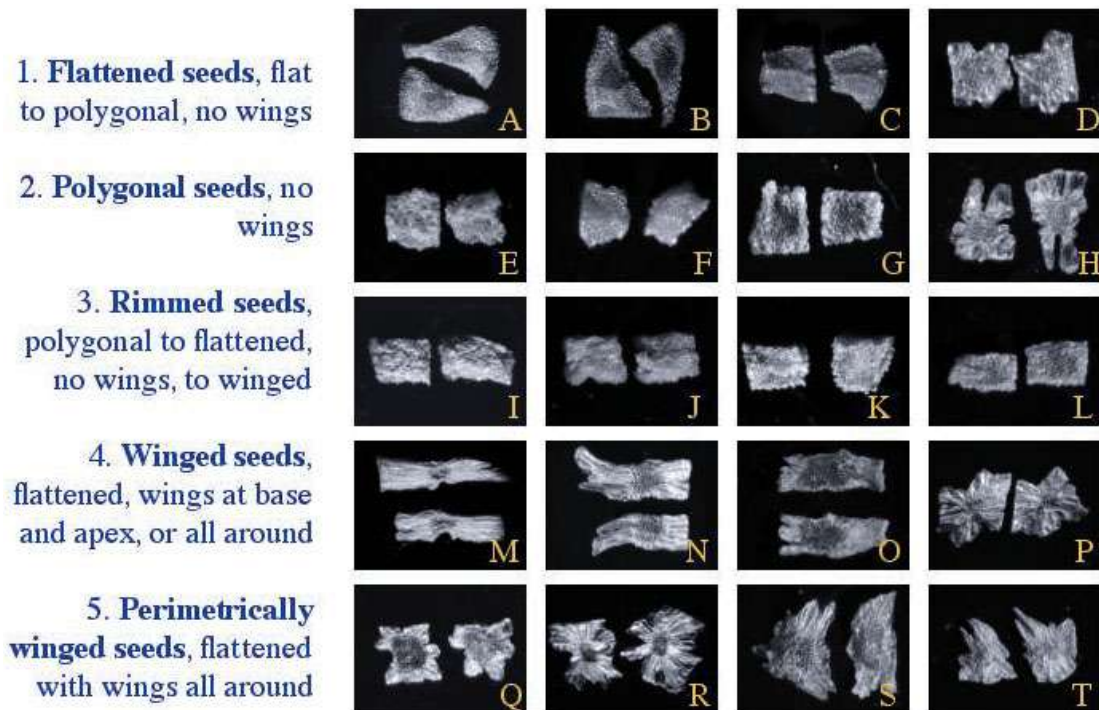 1. Flattened seeds, flat
to polygonal, no wings
A B C D
2. Polygonal seeds, no
wings
E F G H
3. Rimmed seeds,
polygonal to flattened,
no wings, to winged
I J K L
4. Winged seeds,
flattened, wings at base
and apex, or all around
M N O P
5. Perimetrically
winged seeds, flattened
with wings all around
Q R S T